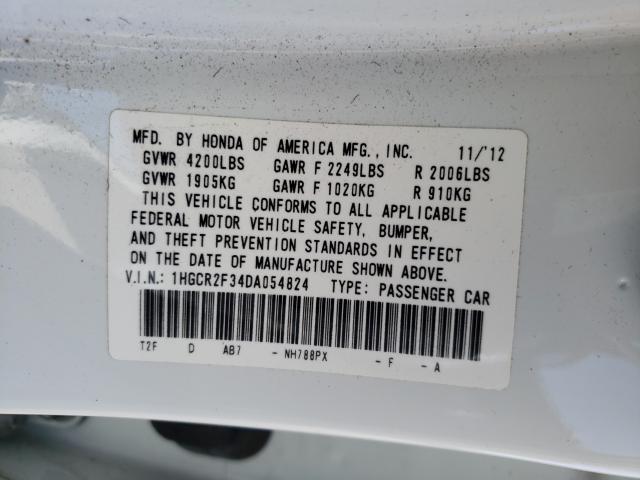 MFD. BY HONDA OF AMERICA MFG., INC. 11/'12
GVWR 4200LBS GAWR F 2249LBS R 2006LBS
GVWR 1905KG GAWR F 1020KG R 910KG
THIS VEHICLE CONFORMS TO ALL APPLICABLE
FEDERAL MOTOR VEHICLE SAFETY, BUMPER,
AND THEFT PREVENTION STANDARDS IN EFFECT
ON THE DATE OF MANUFACTURE SHOWN ABOVE.
V.I.N.: 1HGCR2F34DA054824 TYPE: PASSENGER CAR
T2F D AB7 - NH788PX - F - A